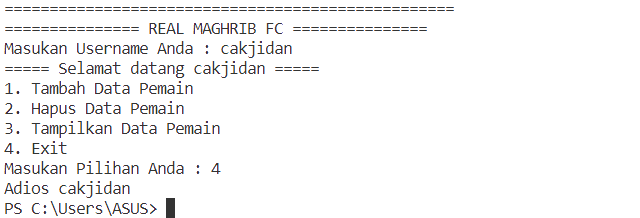 ==================================================
=============== REAL MAGHRIB FC ===============
Masukan Username Anda : cakjidan
===== Selamat datang cakjidan =====
1. Tambah Data Pemain
2. Hapus Data Pemain
3. Tampilkan Data Pemain
4. Exit
Masukan Pilihan Anda : 4
Adios cakjidan
PS C:\Users\ASUS>